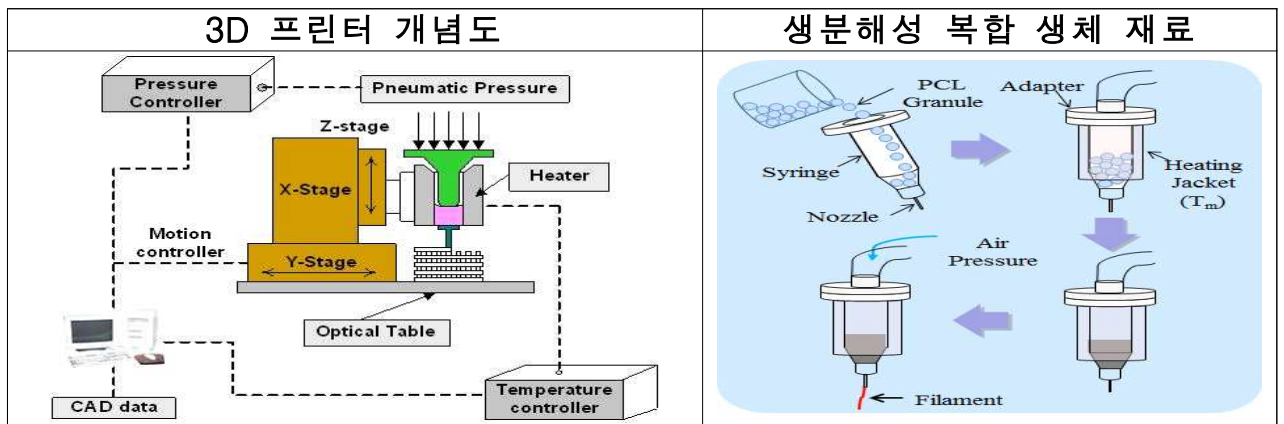 3D 프린터 개념도
Pressure
Controller
Pneumatic Pressure
Z-stage
X-Stage
Heater
Motion
controller
Y-Stage
Optical Table
CAD data
Temperature
controller
생분해성 복합 생체 재료
PCL
Granule
Adapter
Syringe
Nozzle
Heating
Jacket
(Tm)
Air
Pressure
Filament